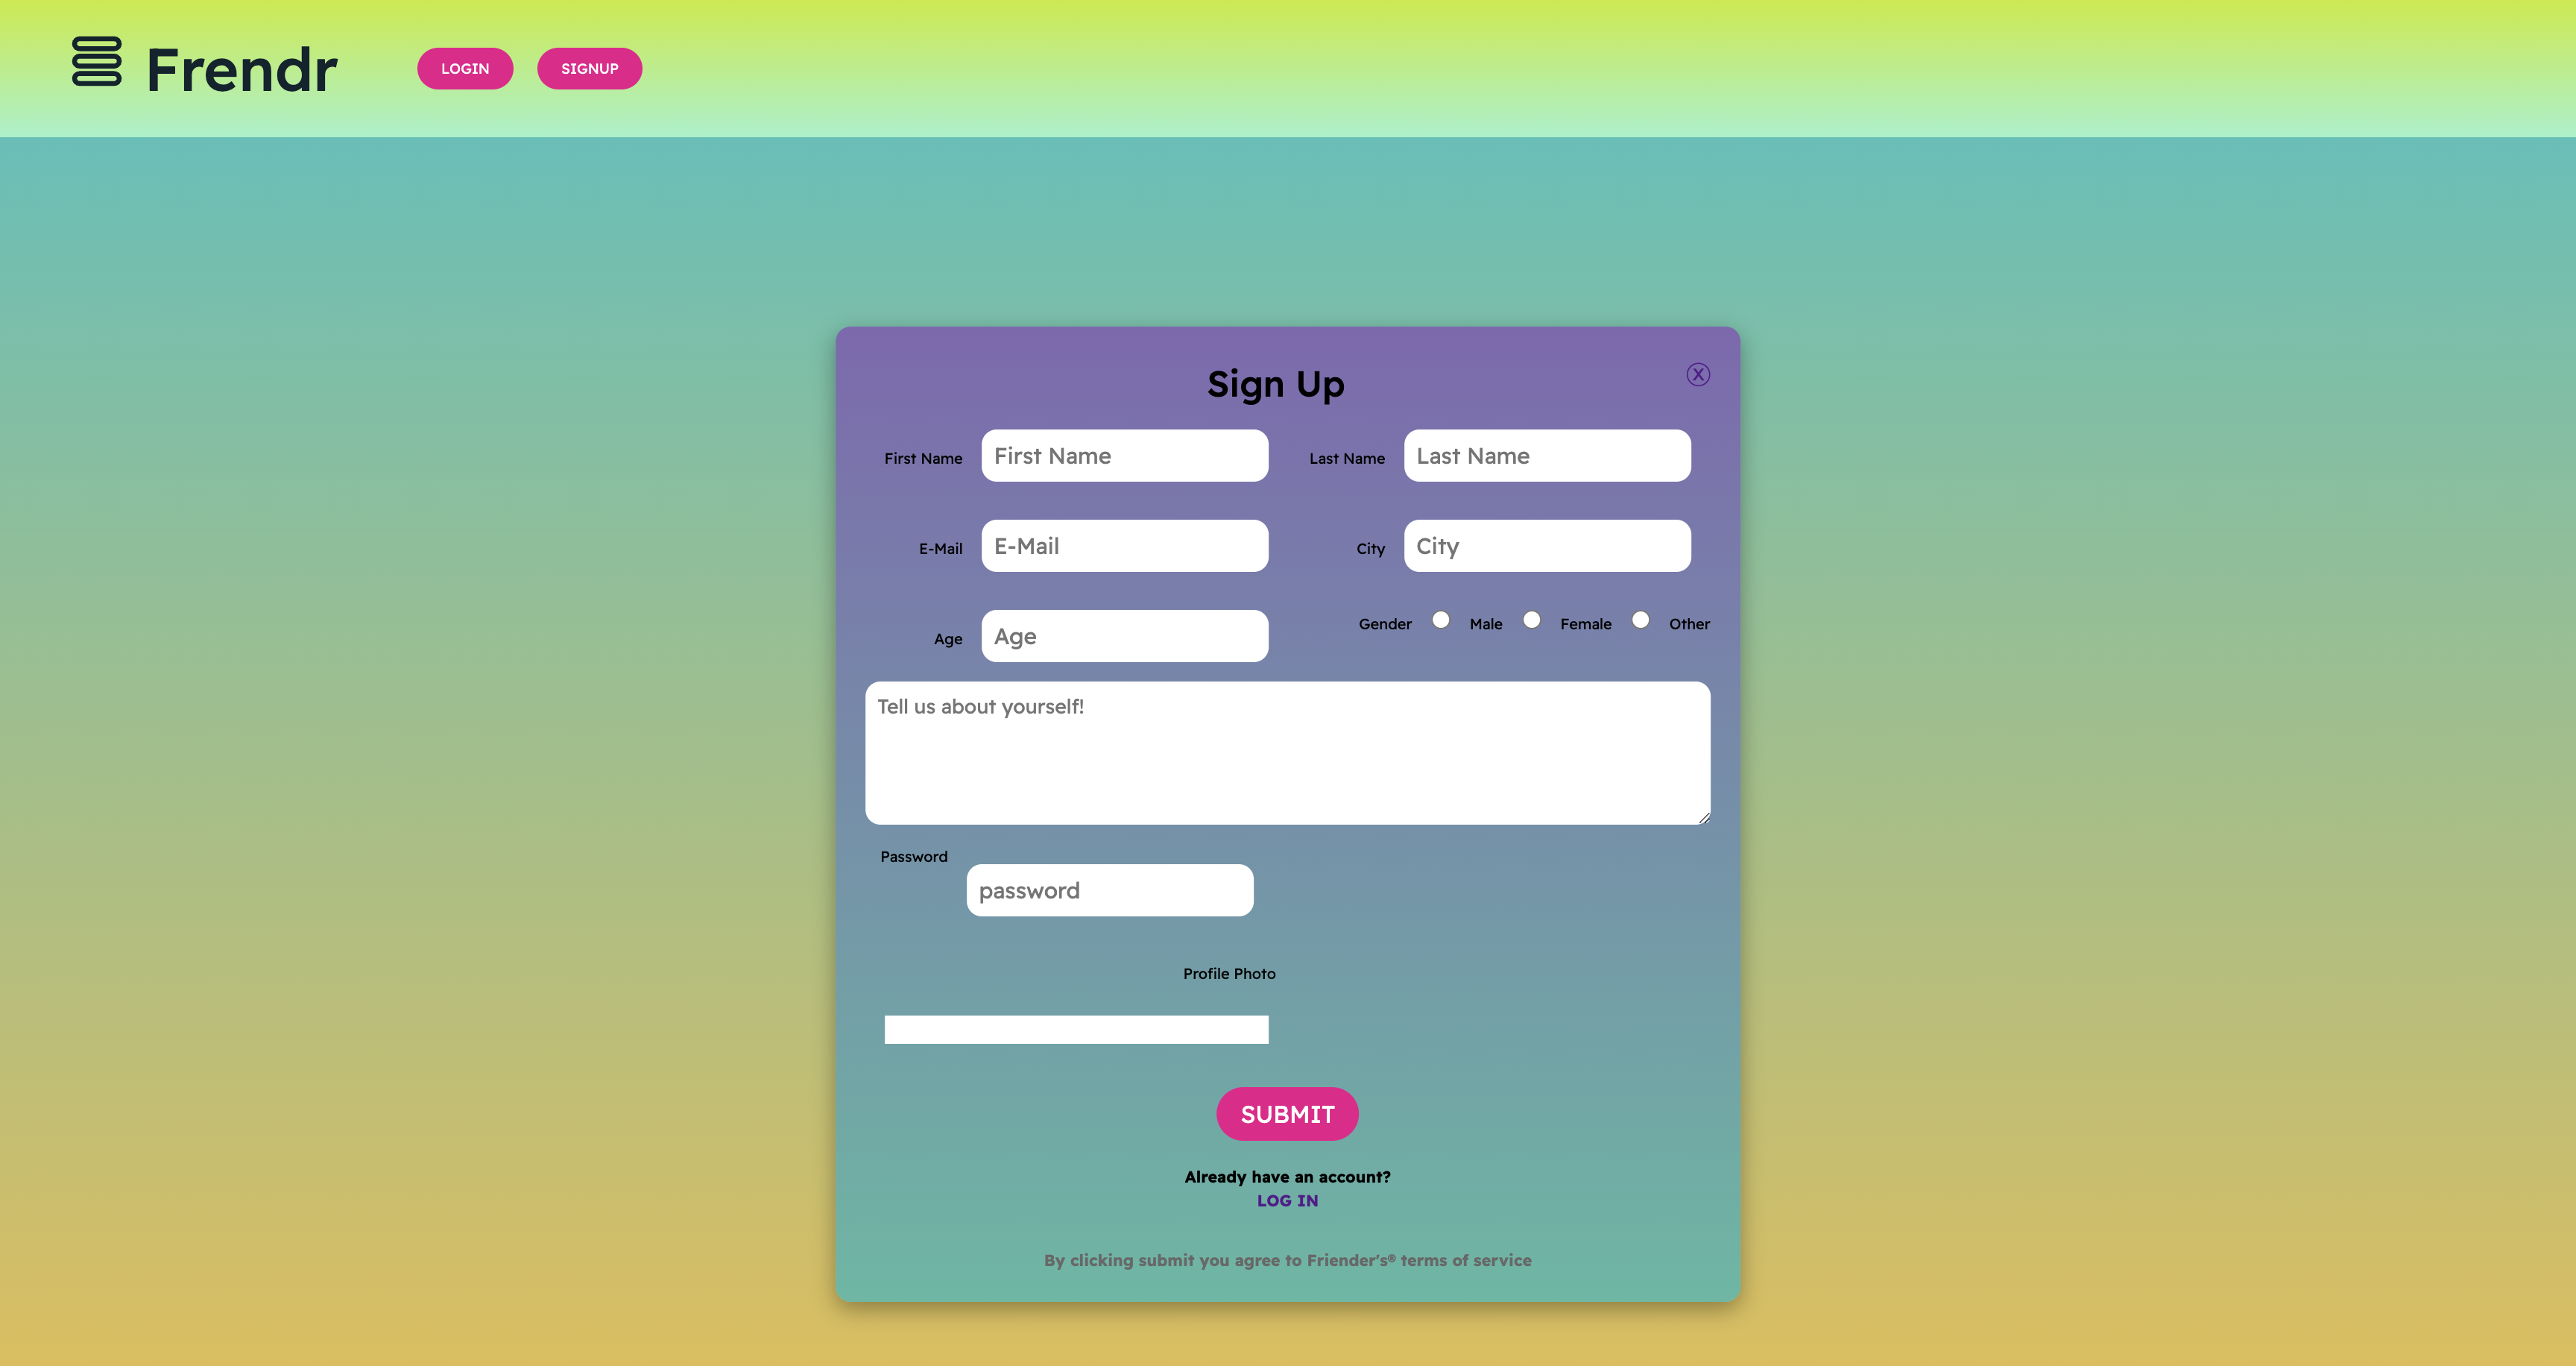 Frendr
LOGIN
SIGNUP
Sign Up
X
First Name
First Name
Last Name
Last Name
E-Mail
E-Mail
City
City
Age
Age
Gender
Male
Female
Other
Tell us about yourself!
Password
password
Profile Photo
SUBMIT
Already have an account?
LOG IN
By clicking submit you agree to Friender's® terms of service